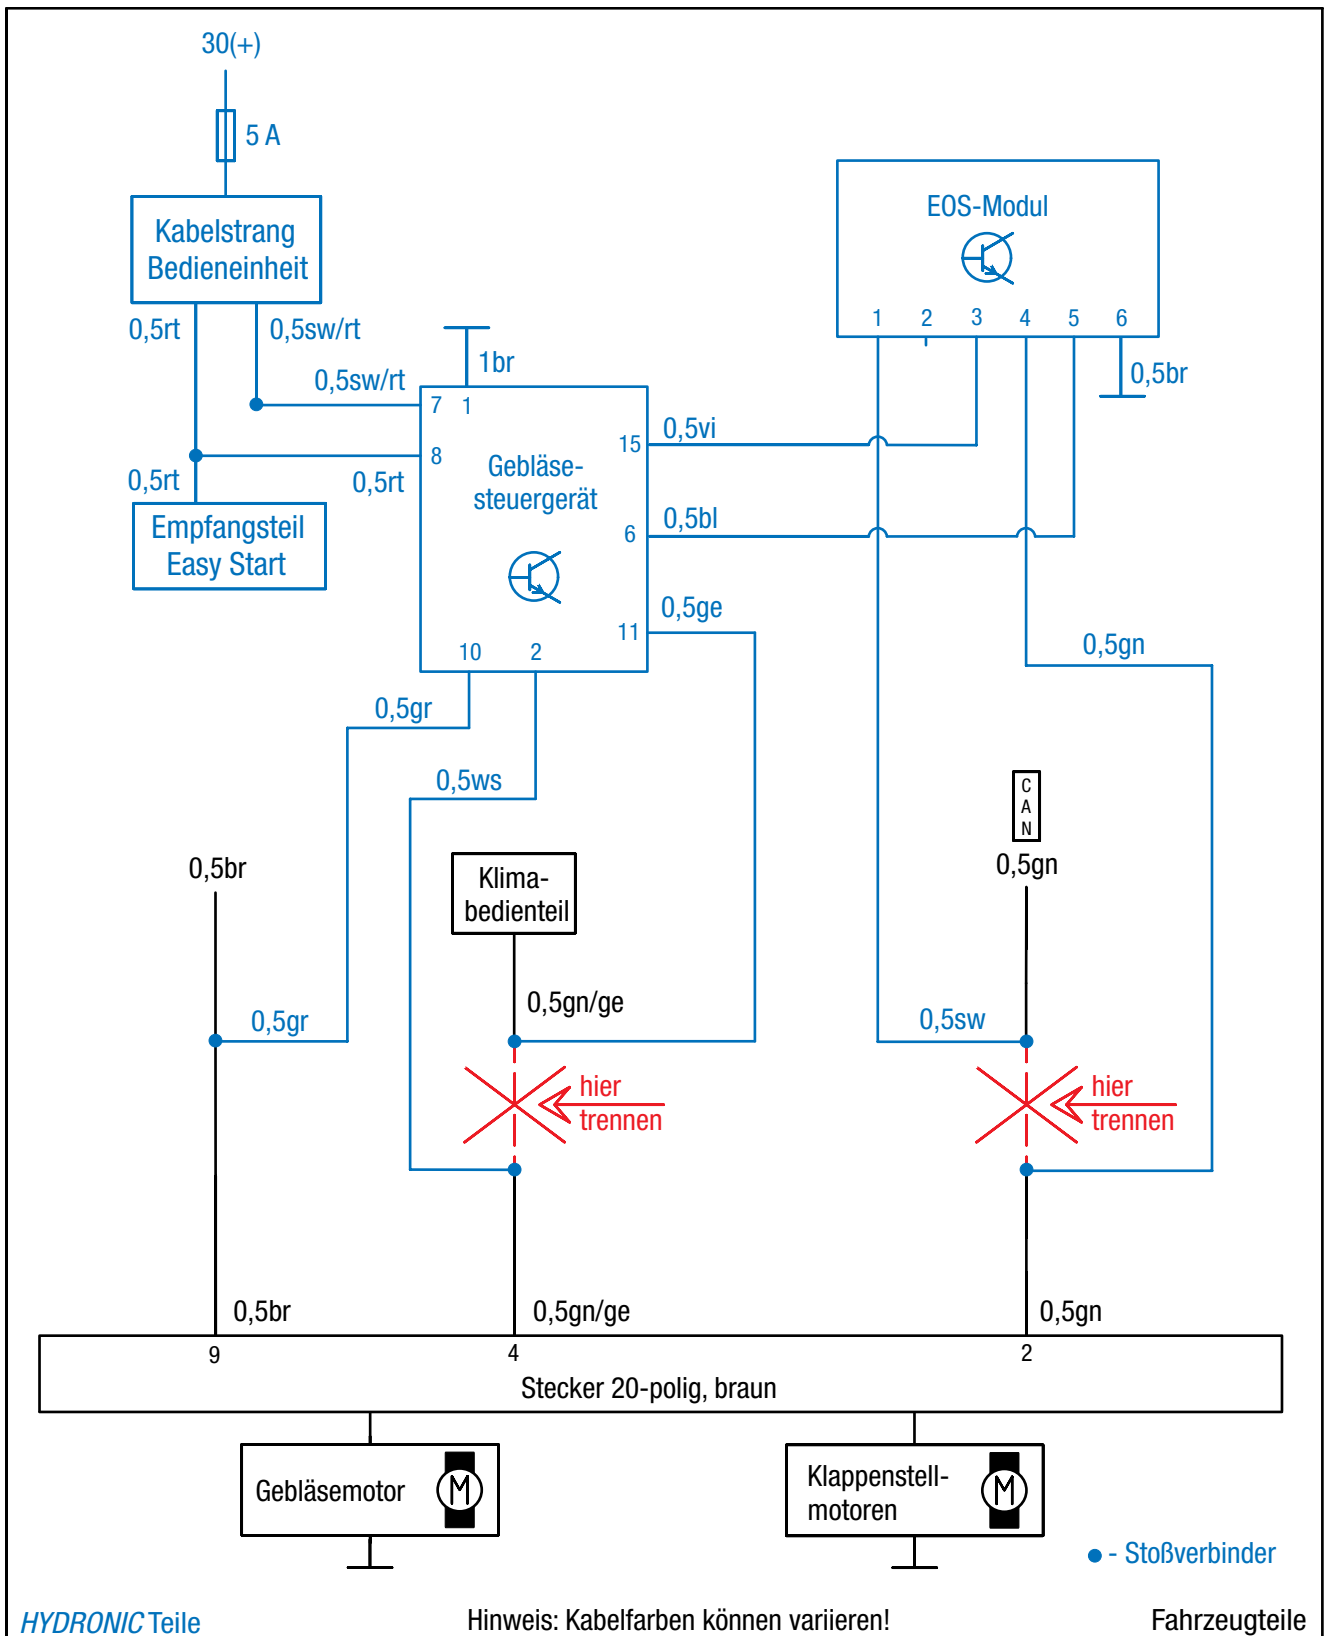 30(+)
5 A
Kabelstrang
Bedieneinheit
EOS-Modul
1 2 3 4 5 6
0,5rt
0,5sw/rt
1br
0,5br
0,5sw/rt
7 1
15
0,5vi
8
0,5rt
0,5rt
Gebläse-
steuergerät
Empfangsteil
Easy Start
6
0,5bl
11
0,5ge
10 2
0,5gn
0,5gr
0,5ws
C
A
N
0,5br
Klima-
bedienteil
0,5gn
0,5gn/ge
0,5gr
0,5sw
hier
trennen
hier
trennen
0,5br
0,5gn/ge
0,5gn
9 4 2
Stecker 20-polig, braun
Gebläsemotor
M
Klappenstell-
motoren
M
- Stoßverbinder
HYDRONIC Teile
Hinweis: Kabelfarben können variieren!
Fahrzeugteile